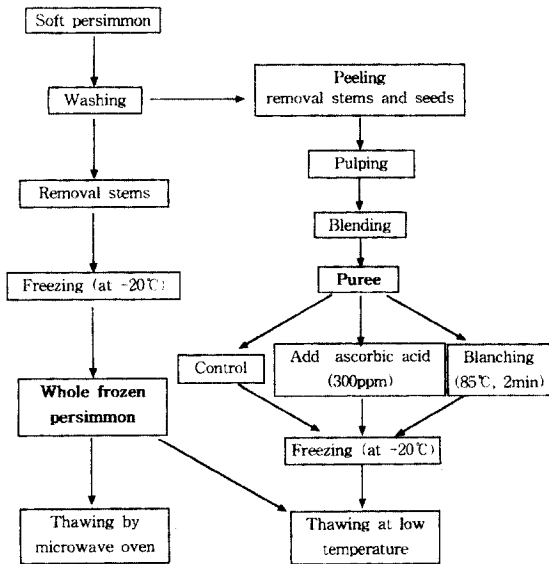 Soft persimmon
Washing
Peeling
removal stems and seeds
Pulping
Removal stems
Blending
Freezing (at -20℃)
Puree
Control
Add ascorbic acid
(300ppm)
Blanching
(85℃, 2min)
Whole frozen
persimmon
Freezing (at -20℃)
Thawing by
microwave oven
Thawing at low
temperature